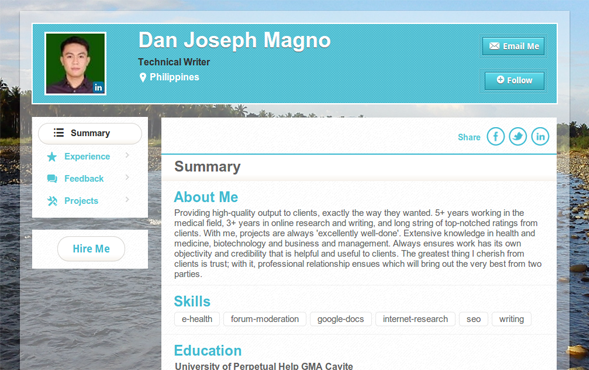 Dan Joseph Magno
Technical Writer
Philippines
Email Me
Follow
in
Summary
Experience
Feedback
Projects
Hire Me
Share
f
in
Summary
About Me
Providing high-quality output to clients, exactly the way they wanted. 5+ years working in the
medical field, 3+ years in online research and writing, and long string of top-notched ratings from
clients. With me, projects are always 'excellently well-done'. Extensive knowledge in health and
medicine, biotechnology and business and management. Always ensures work has its own
objectivity and credibility that is helpful and useful to clients. The greatest thing I cherish from
clients is trust; with it, professional relationship ensues which will bring out the very best from two
parties.
Skills
e-health forum-moderation google-docs internet-research seo writing
Education
University of Perpetual Help GMA Cavite